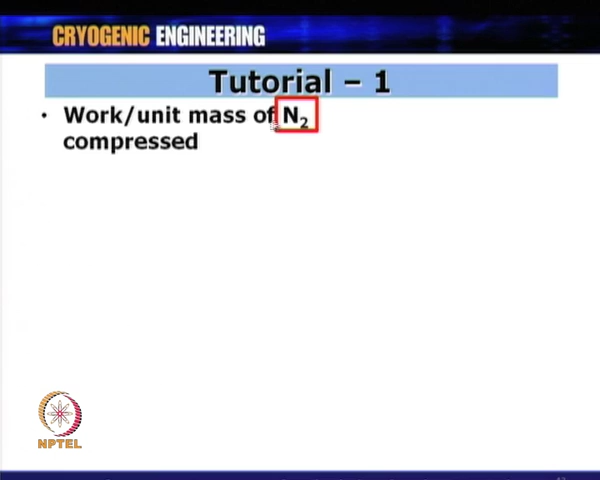 CRYOGENIC ENGINEERING
Tutorial – 1
• Work/unit mass of N₂
compressed
NPTEL